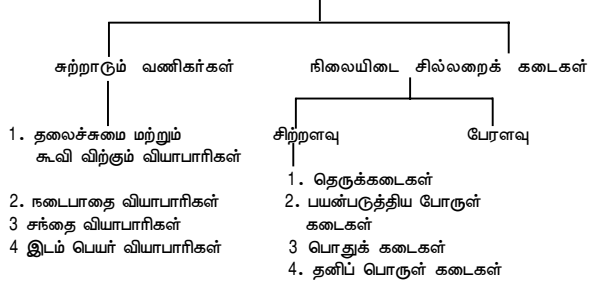 சுற்றாடும் வணிகர்கள்
நிலையிடை சில்லறைக் கடைகள்
1. தலைச்சுமை மற்றும்
கூவி விற்கும் வியாபாரிகள்
2. நடைபாதை வியாபாரிகள்
3 சந்தை வியாபாரிகள்
4 இடம் பெயர் வியாபாரிகள்
சிற்றளவு
பேரளவு
1. தெருக்கடைகள்
2. பயன்படுத்திய போருள்
கடைகள்
3 பொதுக் கடைகள்
4. தனிப் பொருள் கடைகள்